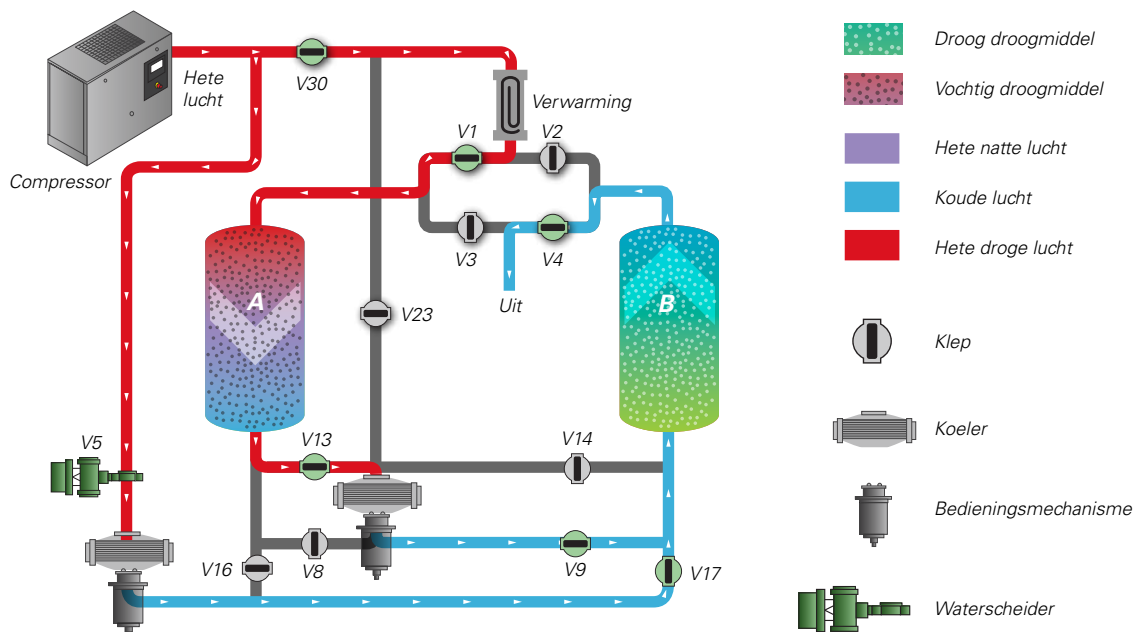 Hete
lucht
Compressor
V30
Verwarming
V1
V2
V3
V4
Uit
A
B
V23
V5
V13
V14
V16
V8
V9
V17
Droog droogmiddel
Vochtig droogmiddel
Hete natte lucht
Koude lucht
Hete droge lucht
Klep
Koeler
Bedieningsmechanisme
Waterscheider